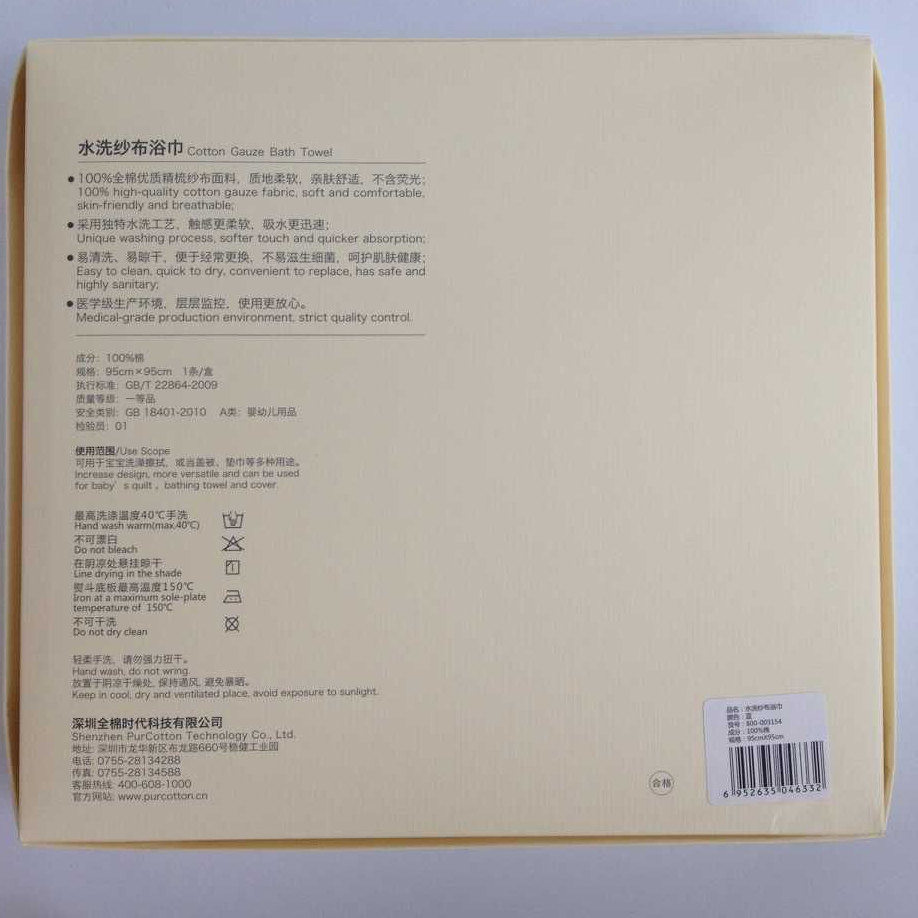 水洗纱布浴巾 Cotton Gauze Bath Towel
● 100%全棉优质精梳纱布面料，质地柔软，亲肤舒适，不含荧光;
100% high-quality cotton gauze fabric, soft and comfortable,
skin-friendly and breathable;
● 采用独特水洗工艺，触感更柔软，吸水更迅速;
Unique washing process, softer touch and quicker absorption;
● 易清洗、易晾干，便于经常更换，不易滋生细菌，呵护肌肤健康;
Easy to clean, quick to dry, convenient to replace, has safe and
highly sanitary;
● 医学级生产环境，层层监控，使用更放心。
Medical-grade production environment, strict quality control.
成分: 100%棉
规格: 95cm×95cm 1条/盒
执行标准: GB/T 22864-2009
质量等级: 一等品
安全类别: GB 18401-2010 A类: 婴幼儿用品
检验员: 01
使用范围/Use Scope
可用于宝宝洗澡擦拭，或当盖被、垫巾等多种用途。
Increase design, more versatile and can be used
for baby's quilt , bathing towel and cover.
最高洗涤温度40℃手洗
Hand wash warm(max.40℃)
不可漂白
Do not bleach
在阴凉处悬挂晾干
Line drying in the shade
熨斗底板最高温度150℃
Iron at a maximum sole-plate
temperature of 150℃
不可干洗
Do not dry clean
轻柔手洗，请勿强力扭干。
Hand wash, do not wring.
放置于阴凉干燥处, 保持通风, 避免暴晒。
Keep in cool, dry and ventilated place, avoid exposure to sunlight.
深圳全棉时代科技有限公司
Shenzhen PurCotton Technology Co., Ltd.
地址: 深圳市龙华新区布龙路660号稳健工业园
电话: 0755-28134288
传真: 0755-28134588
客服热线: 400-608-1000
官方网站: www.purcotton.cn
合格
品名: 水洗纱布浴巾
颜色: 蓝
货号: 800-003154
成分: 100%棉
规格: 95cmX95cm
6 952635 046332